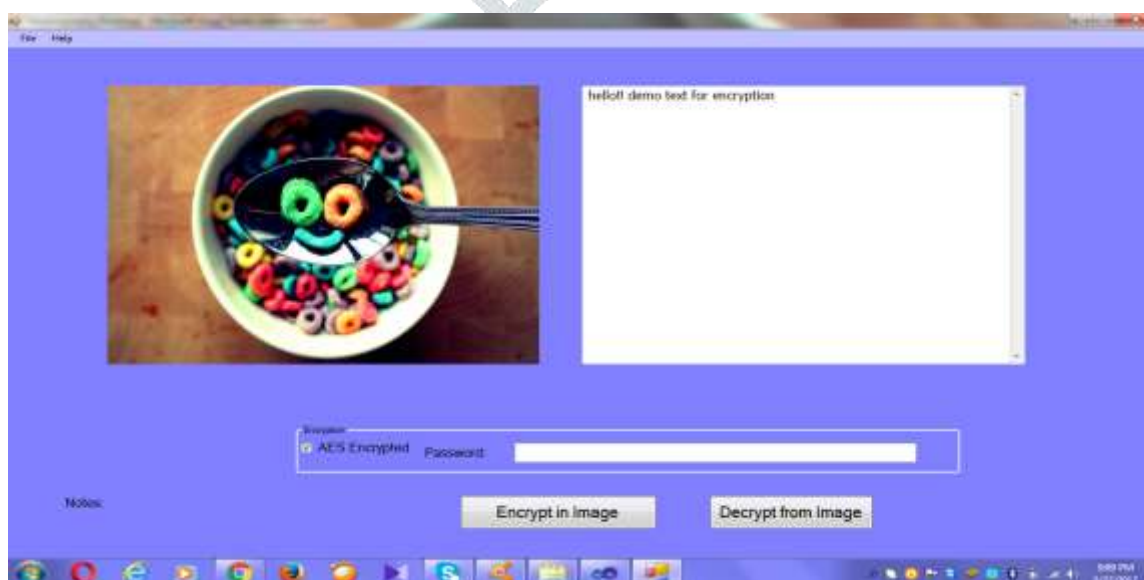 File Help
hello!! demo text for encryption
Encryption
AES Encrypted Password:
Notes:
Encrypt in Image Decrypt from Image